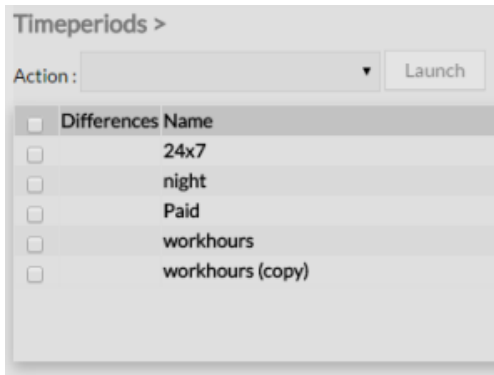 Timeperiods >
Action : Launch
Differences Name
24x7
night
Paid
workhours
workhours (copy)